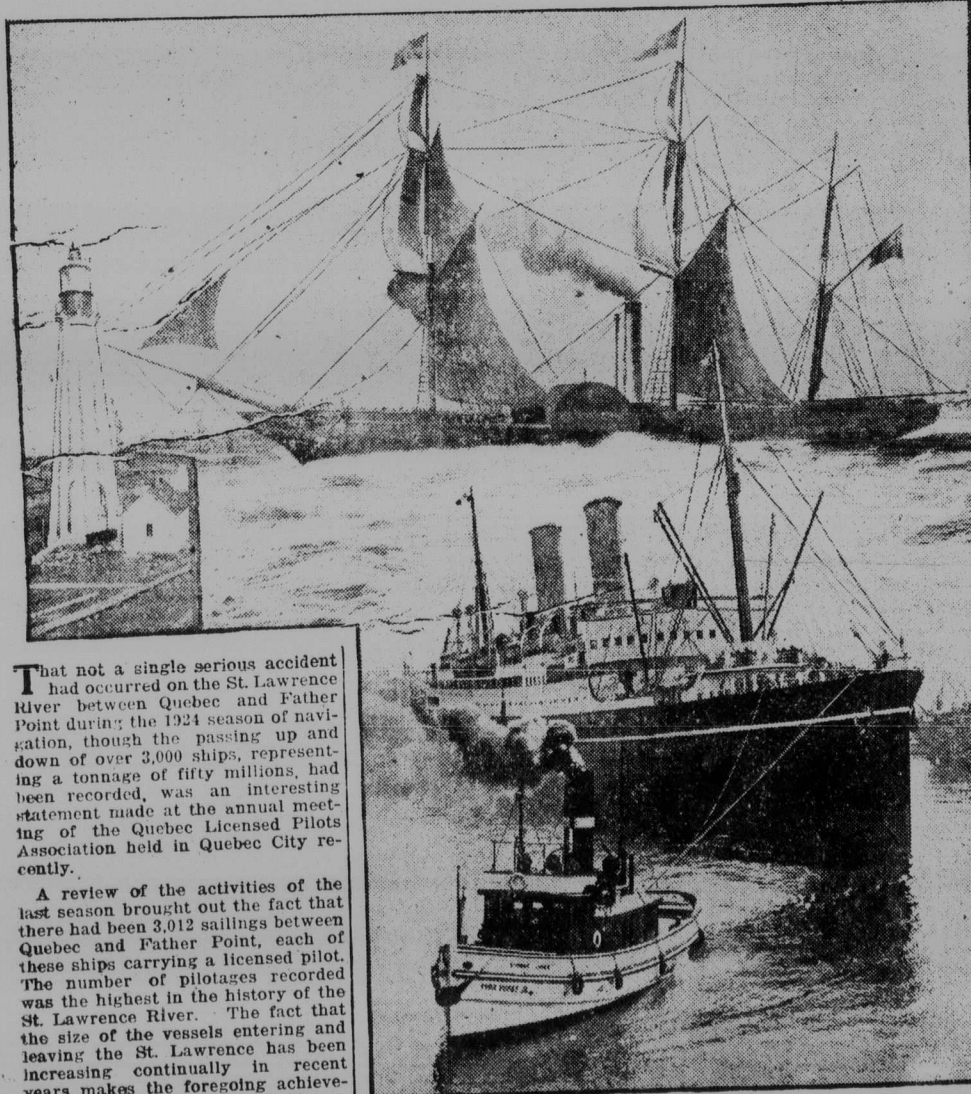 That not a single serious accident
had occurred on the St. Lawrence
River between Quebec and Father
Point during the 1924 season of navi-
gation, though the passing up and
down of over 3,000 ships, represent-
ing a tonnage of fifty millions, had
been recorded, was an interesting
statement made at the annual meet-
ing of the Quebec Licensed Pilots
Association held in Quebec City re-
cently.
A review of the activities of the
last season brought out the fact that
there had been 3,012 sailings between
Quebec and Father Point, each of
these ships carrying a licensed pilot.
The number of pilotages recorded
was the highest in the history of the
St. Lawrence River. The fact that
the size of the vessels entering and
leaving the St. Lawrence has been
increasing continually in recent
years makes the foregoing achieve-